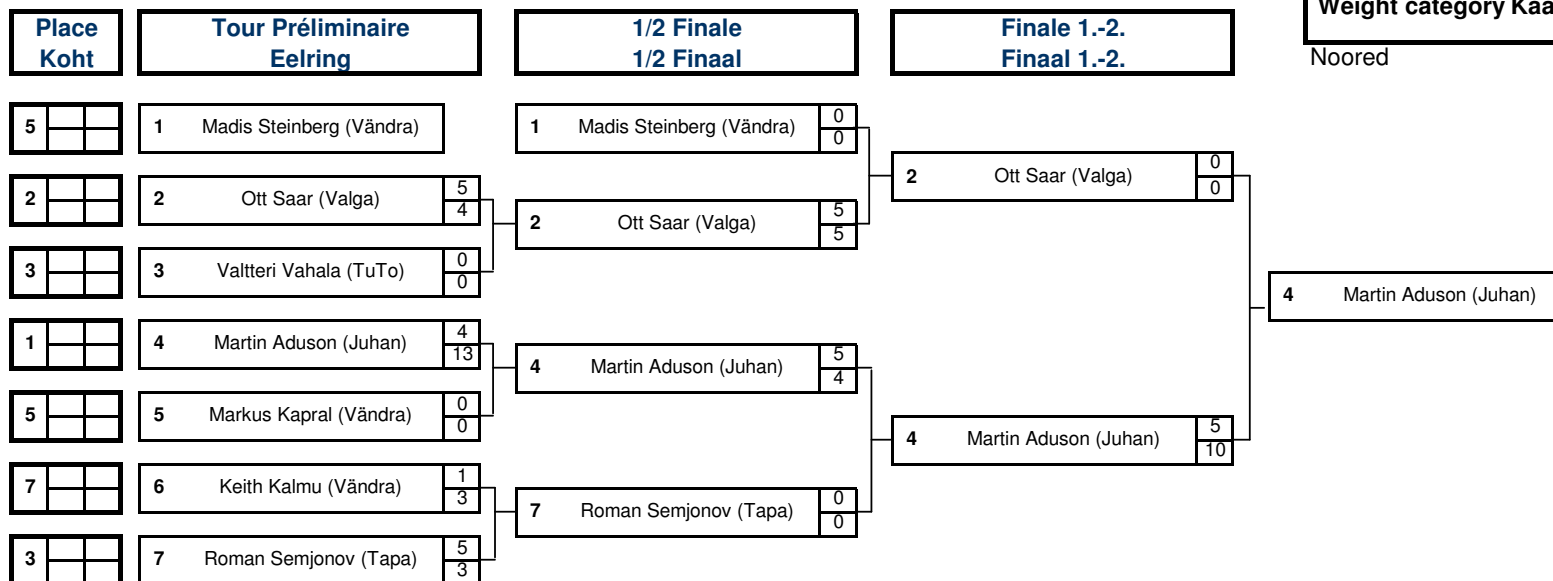 Place
Koht
Tour Préliminaire
Eelring
1/2 Finale
1/2 Finaal
Finale 1.-2.
Finaal 1.-2.
Weight category Kaa
Noored
5
1 Madis Steinberg (Vändra)
1 Madis Steinberg (Vändra) 0
0
2 Ott Saar (Valga) 0
0
2
2 Ott Saar (Valga) 5
4
2 Ott Saar (Valga) 5
5
3
3 Valtteri Vahala (TuTo) 0
0
4 Martin Aduson (Juhan)
1
4 Martin Aduson (Juhan) 4
13
4 Martin Aduson (Juhan) 5
4
5
5 Markus Kapral (Vändra) 0
0
4 Martin Aduson (Juhan) 5
10
7
6 Keith Kalmu (Vändra) 1
3
7 Roman Semjonov (Tapa) 0
0
3
7 Roman Semjonov (Tapa) 5
3